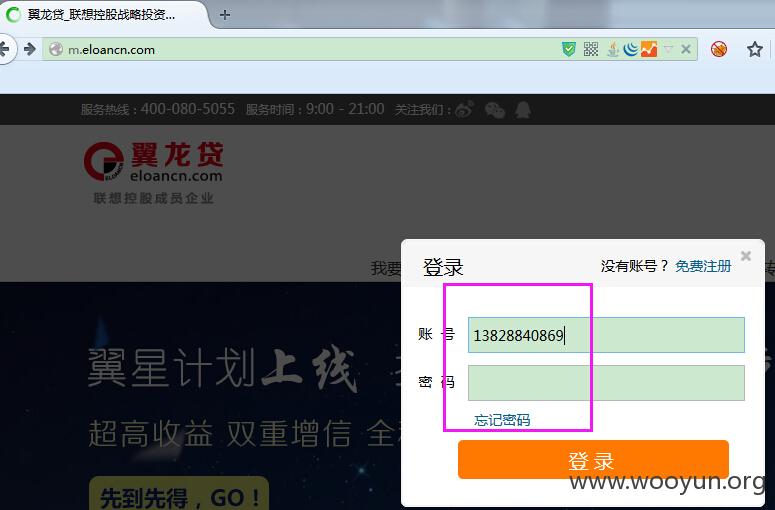 翼龙贷_联想控股战略投资...
m.eloancn.com
服务热线：400-080-5055 服务时间：9:00 - 21:00 关注我们：
翼龙贷
eloancn.com
ELOANCN
联想控股成员企业
我要
登录
没有账号？ 免费注册
账 号
13828840869
密 码
忘记密码
登录
翼星计划上线
超高收益 双重增信 全
先到先得，GO！
www.wooyun.org